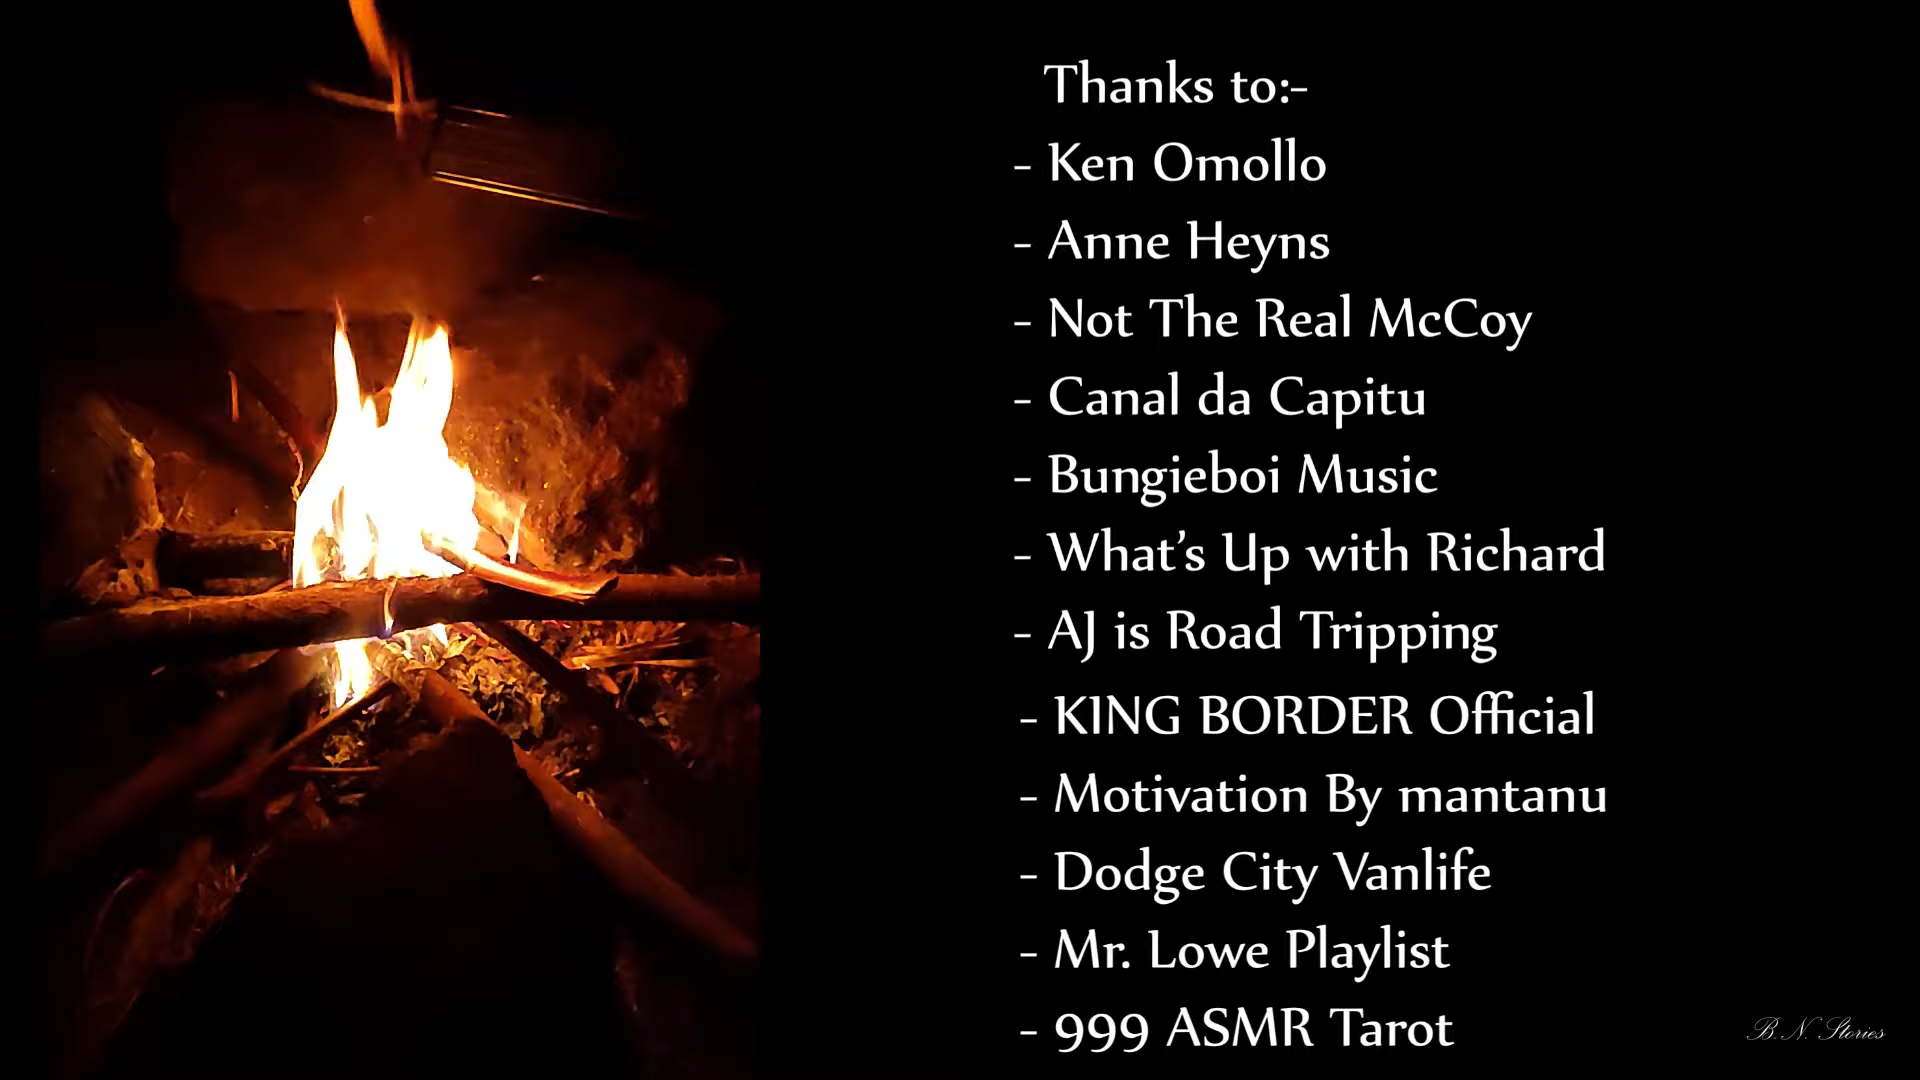 Thanks to:-
- Ken Omollo
- Anne Heyns
- Not The Real McCoy
- Canal da Capitu
- Bungieboi Music
- What's Up with Richard
- AJ is Road Tripping
- KING BORDER Official
- Motivation By mantanu
- Dodge City Vanlife
- Mr. Lowe Playlist
- 999 ASMR Tarot
B. N. Stories